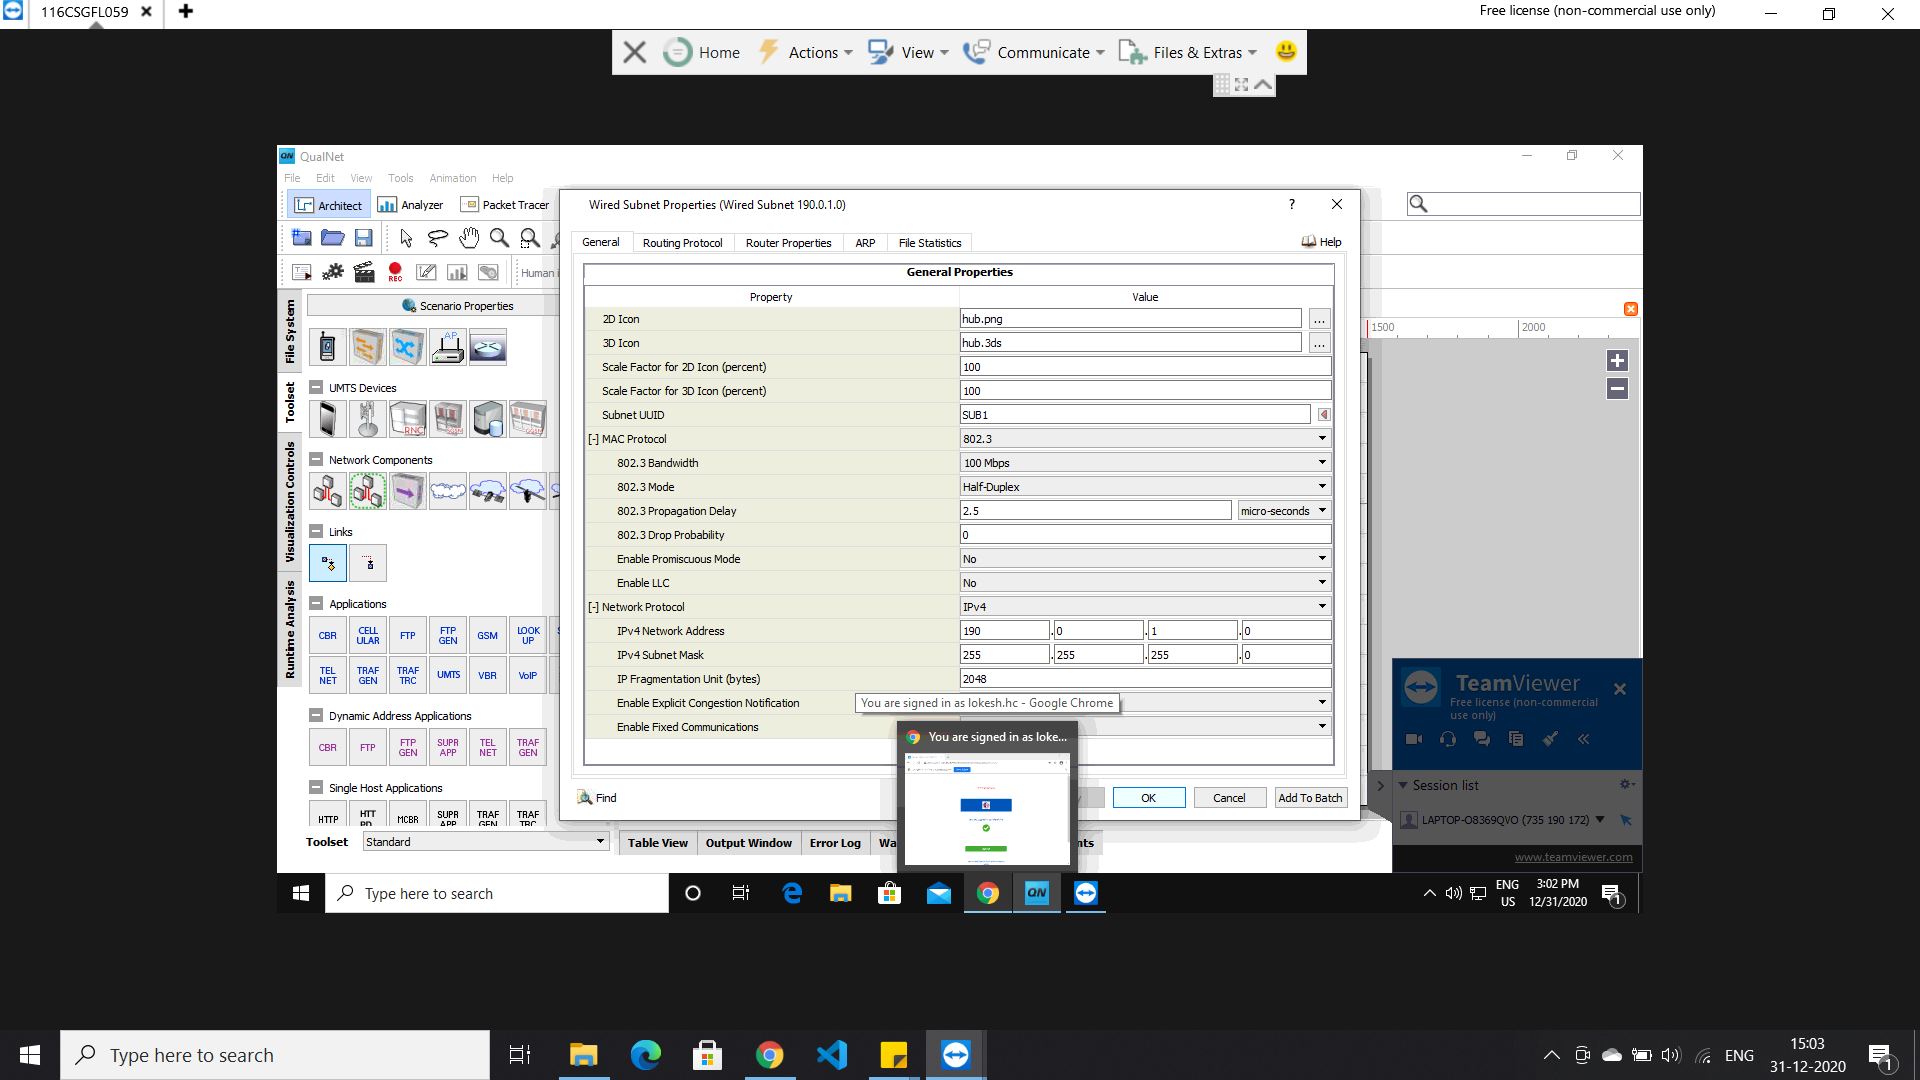 116CSGFL059
Free license (non-commercial use only)
Home Actions View Communicate Files & Extras
QualNet
File Edit View Tools Animation Help
Architect Analyzer Packet Tracer
Wired Subnet Properties (Wired Subnet 190.0.1.0) ?
General Routing Protocol Router Properties ARP File Statistics Help
REC
Human i
General Properties
Property Value
2D Icon hub.png ...
3D Icon hub.3ds ...
Scale Factor for 2D Icon (percent) 100
Scale Factor for 3D Icon (percent) 100
Subnet UUID SUB1
[-] MAC Protocol 802.3
802.3 Bandwidth 100 Mbps
802.3 Mode Half-Duplex
802.3 Propagation Delay 2.5 micro-seconds
802.3 Drop Probability 0
Enable Promiscuous Mode No
Enable LLC No
[-] Network Protocol IPv4
IPv4 Network Address 190 . 0 . 1 . 0
IPv4 Subnet Mask 255 . 255 . 255 . 0
IP Fragmentation Unit (bytes) 2048
Enable Explicit Congestion Notification
Enable Fixed Communications
You are signed in as lokesh.hc - Google Chrome
You are signed in as loke...
Find OK Cancel Add To Batch
File System
Toolset
Visualization Controls
Runtime Analysis
Scenario Properties
AP
UMTS Devices
RNC
Network Components
Links
Applications
CBR CELL ULAR FTP FTP GEN GSM LOOK UP
TEL NET TRAF GEN TRAF TRC UMTS VBR VoIP
Dynamic Address Applications
CBR FTP FTP GEN SUPR APP TEL NET TRAF GEN
Single Host Applications
HTTP HTT PD MCBR SUPR APP TRAF GEN TRAF TRC
Toolset Standard
Table View Output Window Error Log Wa nts
1500 2000
TeamViewer
Free license (non-commercial
use only)
Session list
LAPTOP-O8369QVO (735 190 172)
www.teamviewer.com
Type here to search
QN
ENG
US
3:02 PM
12/31/2020
1
Type here to search
ENG
15:03
31-12-2020
1